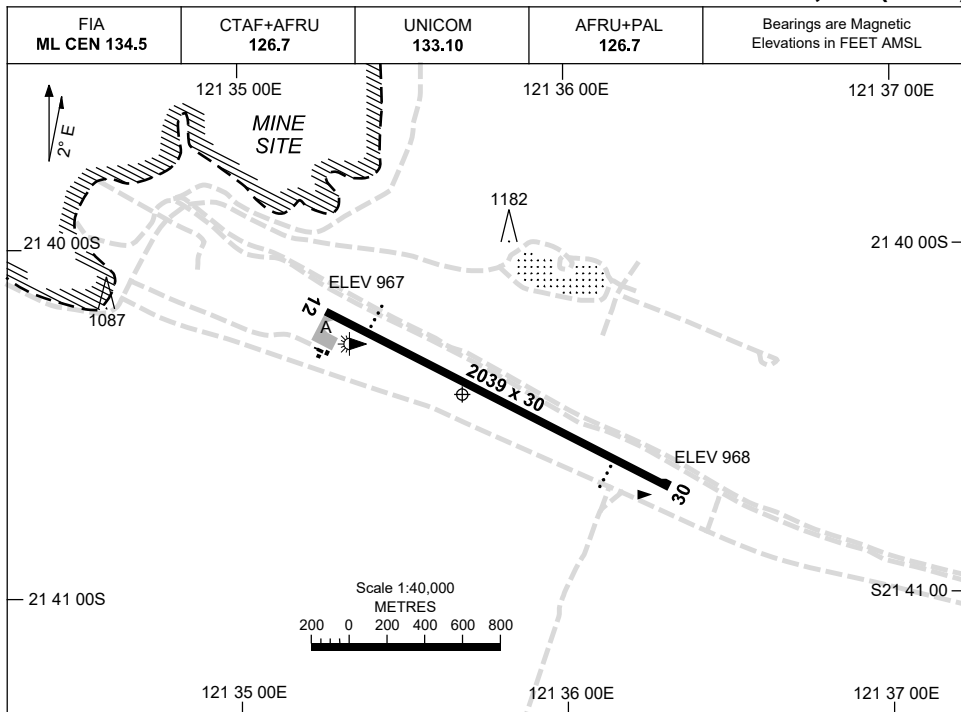 FIA
ML CEN 134.5
CTAF+AFRU
126.7
UNICOM
133.10
AFRU+PAL
126.7
Bearings are Magnetic
Elevations in FEET AMSL
121 35 00E
121 36 00E
121 37 00E
2° E
MINE
SITE
1182
21 40 00S
21 40 00S
1087
ELEV 967
12
A
2039 x 30
ELEV 968
30
Scale 1:40,000
METRES
200 0 200 400 600 800
21 41 00S
S21 41 00
121 35 00E
121 36 00E
121 37 00E